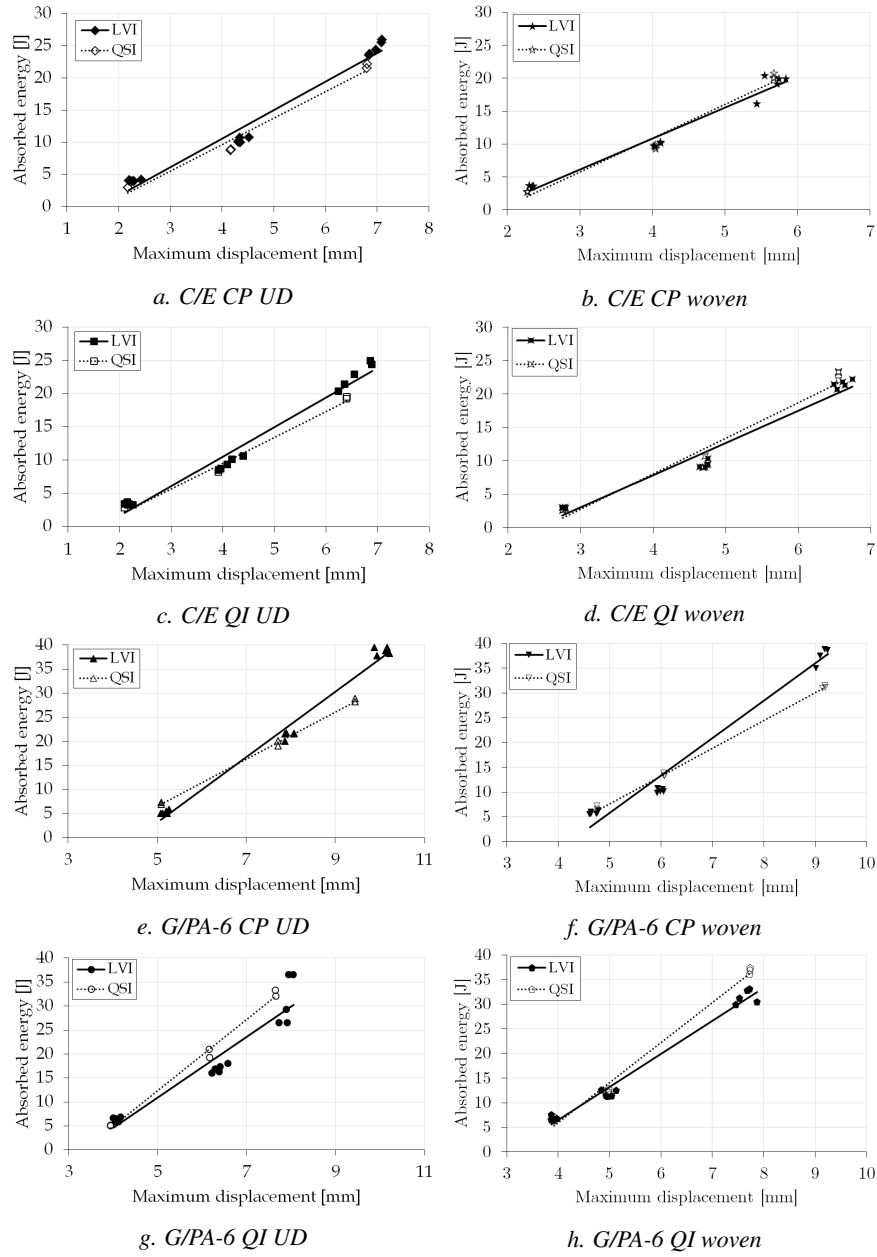 Absorbed energy [J]
30
25
20
15
10
5
0
LVI
QSI
1 2 3 4 5 6 7 8
Maximum displacement [mm]
a. C/E CP UD
Absorbed energy [J]
30
25
20
15
10
5
0
LVI
QSI
2 3 4 5 6
Maximum displacement [mm]
b. C/E CP woven
Absorbed energy [J]
30
25
20
15
10
5
0
LVI
QSI
1 2 3 4 5 6 7 8
Maximum displacement [mm]
c. C/E QI UD
Absorbed energy [J]
30
25
20
15
10
5
0
LVI
QSI
2 3 4 5 6 7
Maximum displacement [mm]
d. C/E QI woven
Absorbed energy [J]
40
35
30
25
20
15
10
5
0
LVI
QSI
3 5 7 9 11
Maximum displacement [mm]
e. G/PA-6 CP UD
Absorbed energy [J]
40
35
30
25
20
15
10
5
0
LVI
QSI
3 4 5 6 7 8 9 10
Maximum displacement [mm]
f. G/PA-6 CP woven
Absorbed energy [J]
40
35
30
25
20
15
10
5
0
LVI
QSI
3 5 7 9 11
Maximum displacement [mm]
g. G/PA-6 QI UD
Absorbed energy [J]
40
35
30
25
20
15
10
5
0
LVI
QSI
3 4 5 6 7 8 9 10
Maximum displacement [mm]
h. G/PA-6 QI woven